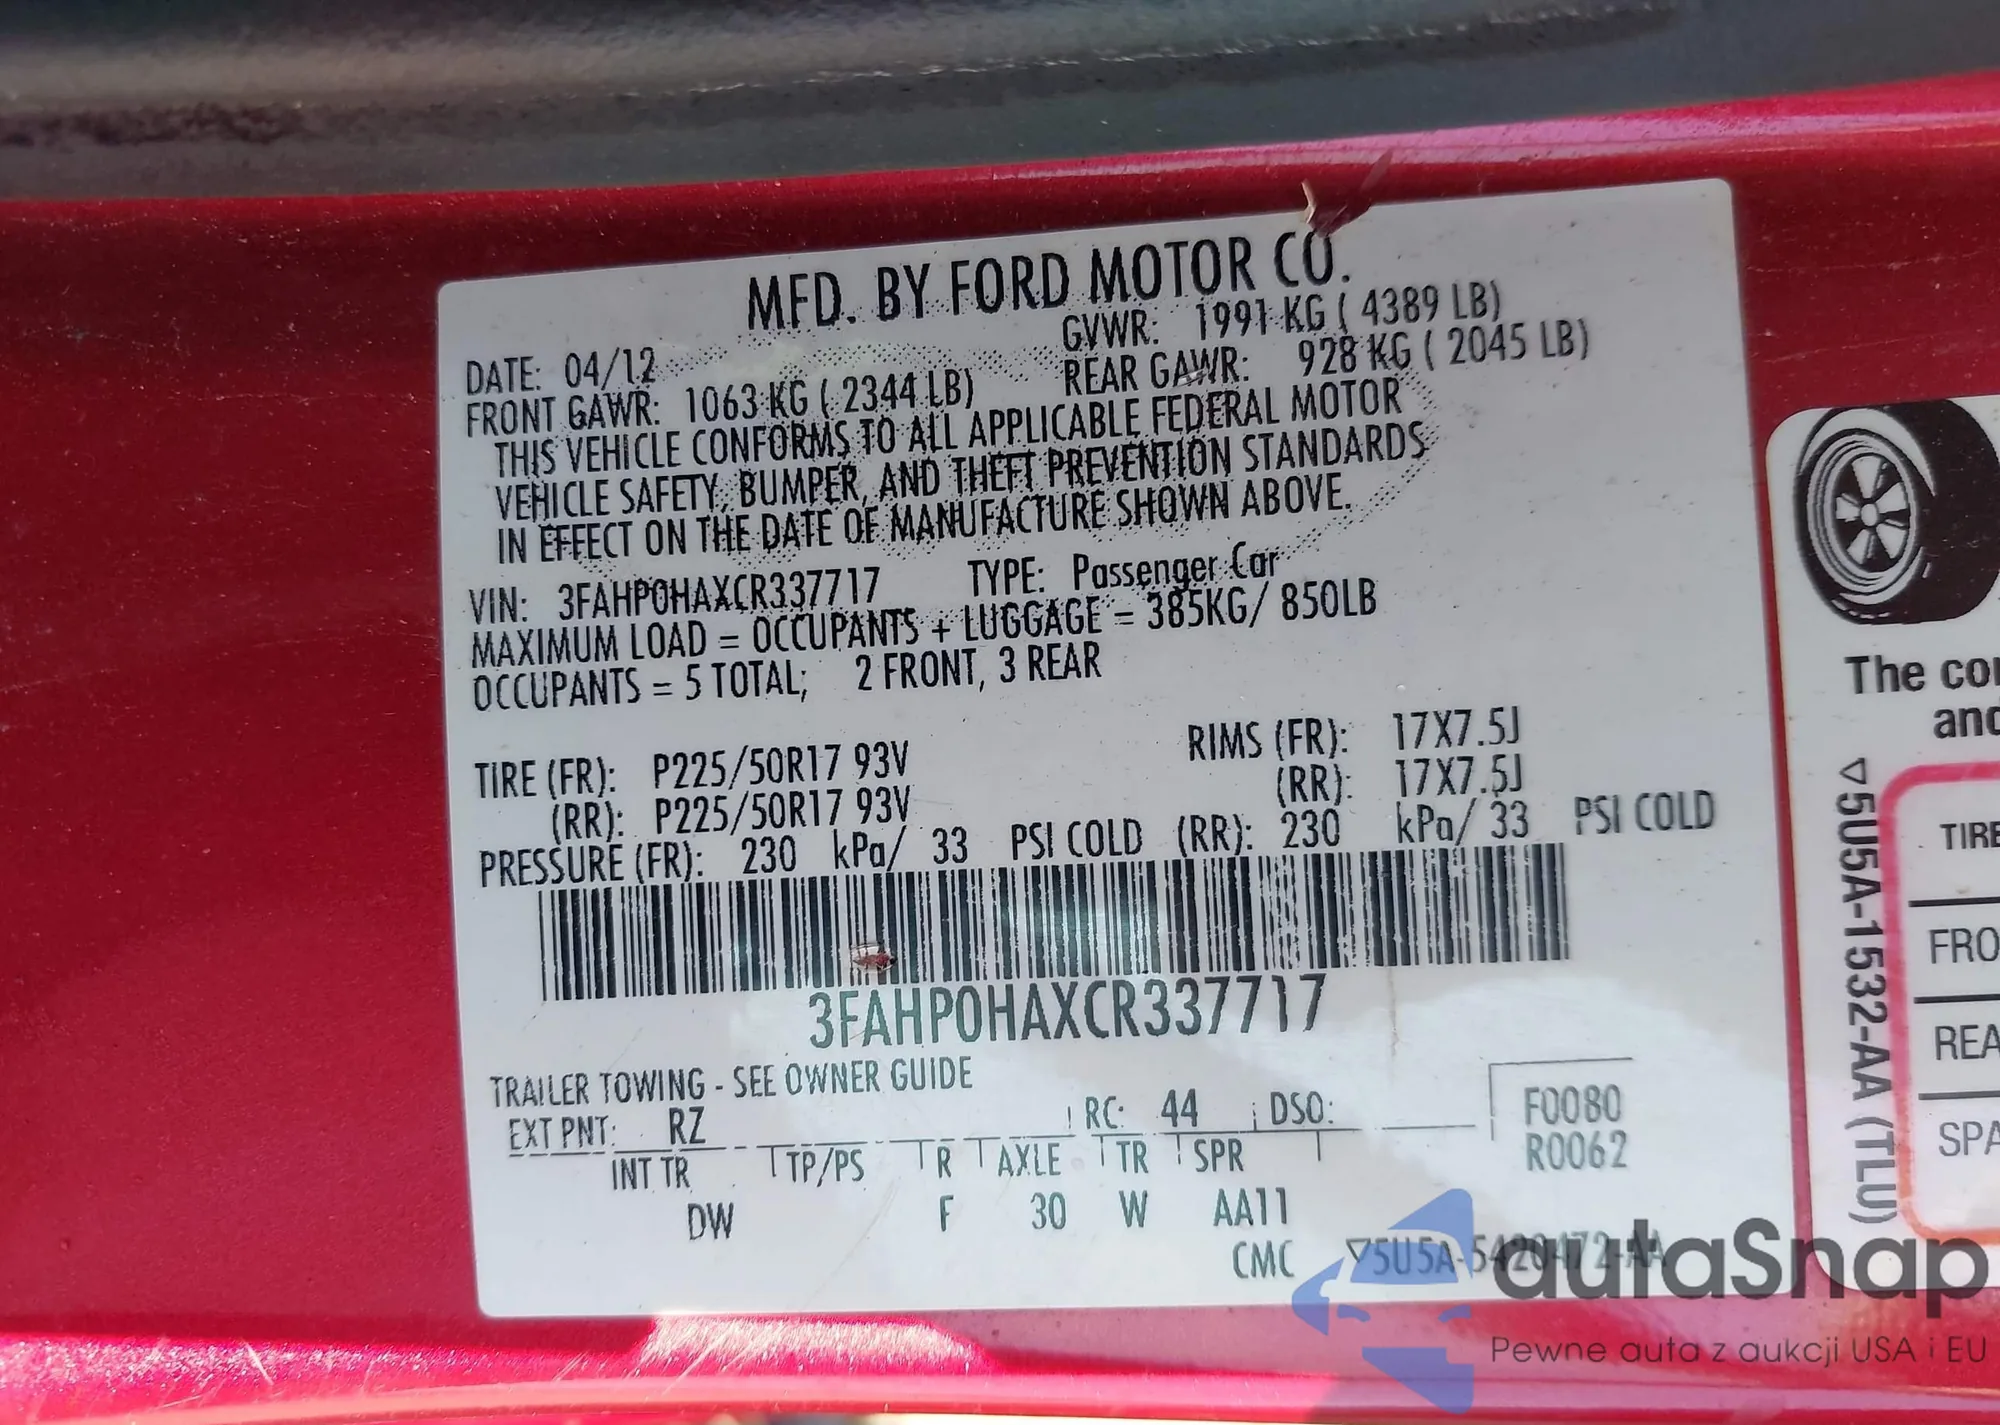 MFD. BY FORD MOTOR CO.
DATE: 04/12 GVWR: 1991 KG ( 4389 LB)
FRONT GAWR: 1063 KG ( 2344 LB) REAR GAWR: 928 KG ( 2045 LB)
THIS VEHICLE CONFORMS TO ALL APPLICABLE FEDERAL MOTOR
VEHICLE SAFETY, BUMPER, AND THEFT PREVENTION STANDARDS
IN EFFECT ON THE DATE OF MANUFACTURE SHOWN ABOVE.
VIN: 3FAHP0HAXCR337717 TYPE: Passenger Car
MAXIMUM LOAD = OCCUPANTS + LUGGAGE = 385KG/ 850LB
OCCUPANTS = 5 TOTAL; 2 FRONT, 3 REAR
TIRE (FR): P225/50R17 93V RIMS (FR): 17X7.5J
(RR): P225/50R17 93V (RR): 17X7.5J
PRESSURE (FR): 230 kPa/ 33 PSI COLD (RR): 230 kPa/ 33 PSI COLD
3FAHP0HAXCR337717
TRAILER TOWING - SEE OWNER GUIDE
EXT PNT: RZ RC: 44 DSO: F0080
R0062
INT TR TP/PS R AXLE TR SPR
DW F 30 W AA11
CMC ▽5U5A-5420472-AA
The co
and
▽5U5A-1532-AA (TLU)
TIRE
FRO
REA
SPA
autaSnap
Pewne auta z aukcji USA i EU